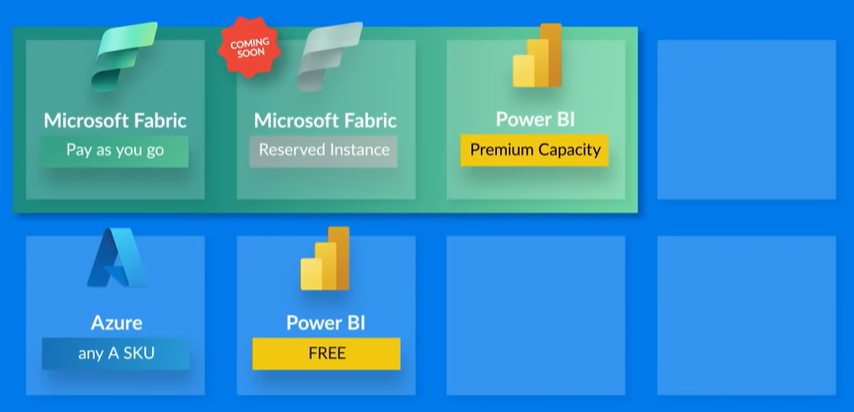 COMING
SOON
Microsoft Fabric
Pay as you go
Microsoft Fabric
Reserved Instance
Power BI
Premium Capacity
Azure
any A SKU
Power BI
FREE